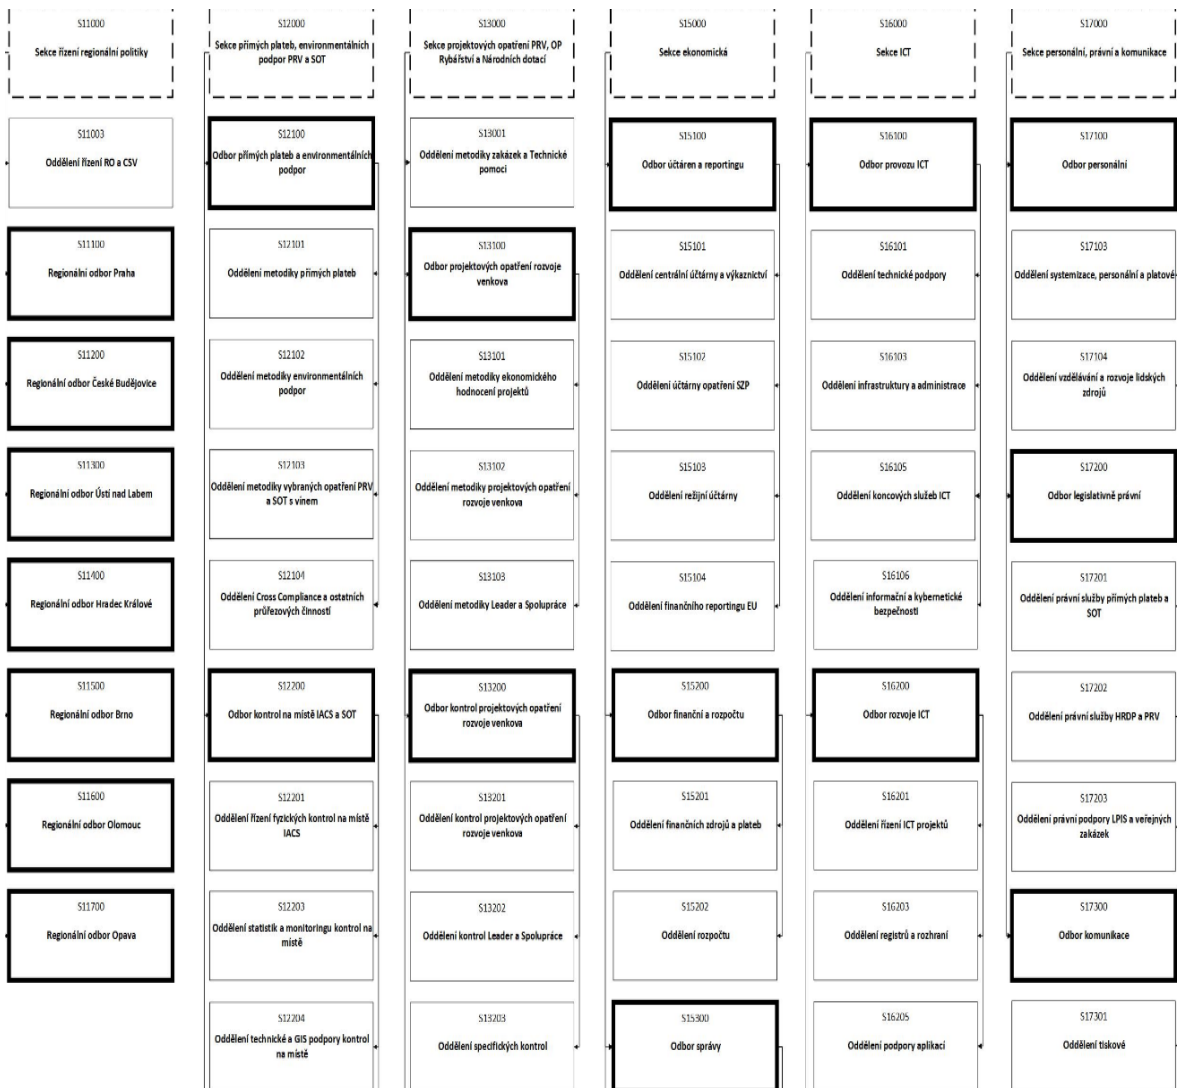 S11000
Sekce řízení regionální politiky
S11003
Oddělení řízení RO a CSV
S11100
Regionální odbor Praha
S11200
Regionální odbor České Budějovice
S11300
Regionální odbor Ústí nad Labem
S11400
Regionální odbor Hradec Králové
S11500
Regionální odbor Brno
S11600
Regionální odbor Olomouc
S11700
Regionální odbor Opava
S12000
Sekce přímých plateb, environmentálních
podpor PRV a SOT
S12100
Odbor přímých plateb a environmentálních
podpor
S12101
Oddělení metodiky přímých plateb
S12102
Oddělení metodiky environmentálních
podpor
S12103
Oddělení metodiky vybraných opatření PRV
a SOT s vínem
S12104
Oddělení Cross Compliance a ostatních
průřezových činností
S12200
Odbor kontrol na místě IACS a SOT
S12201
Oddělení řízení fyzických kontrol na místě
IACS
S12203
Oddělení statistik a monitoringu kontrol na
místě
S12204
Oddělení technické a GIS podpory kontrol na
místě
S13000
Sekce projektových opatření PRV, OP
Rybářství a Národních dotací
S13001
Oddělení metodiky zakázek a Technické
pomoci
S13100
Odbor projektových opatření rozvoje
venkova
S13101
Oddělení metodiky ekonomického
hodnocení projektů
S13102
Oddělení metodiky projektových opatření
rozvoje venkova
S13103
Oddělení metodiky Leader a Spolupráce
S13200
Odbor kontrol projektových opatření
rozvoje venkova
S13201
Oddělení kontrol projektových opatření
rozvoje venkova
S13202
Oddělení kontrol Leader a Spolupráce
S13203
Oddělení specifických kontrol
S15000
Sekce ekonomická
S15100
Odbor účtáren a reportingu
S15101
Oddělení centrální účtárny a výkaznictví
S15102
Oddělení účtárny opatření SZP
S15103
Oddělení režijní účtárny
S15104
Oddělení finančního reportingu EU
S15200
Odbor finanční a rozpočtu
S15201
Oddělení finančních zdrojů a plateb
S15202
Oddělení rozpočtu
S15300
Odbor správy
S16000
Sekce ICT
S16100
Odbor provozu ICT
S16101
Oddělení technické podpory
S16103
Oddělení infrastruktury a administrace
S16105
Oddělení koncových služeb ICT
S16106
Oddělení informační a kybernetické
bezpečnosti
S16200
Odbor rozvoje ICT
S16201
Oddělení řízení ICT projektů
S16203
Oddělení registrů a rozhraní
S16205
Oddělení podpory aplikací
S17000
Sekce personální, právní a komunikace
S17100
Odbor personální
S17103
Oddělení systemizace, personální a platové
S17104
Oddělení vzdělávání a rozvoje lidských
zdrojů
S17200
Odbor legislativně právní
S17201
Oddělení právní služby přímých plateb a
SOT
S17202
Oddělení právní služby HRDP a PRV
S17203
Oddělení právní podpory LPIS a veřejných
zakázek
S17300
Odbor komunikace
S17301
Oddělení tiskové